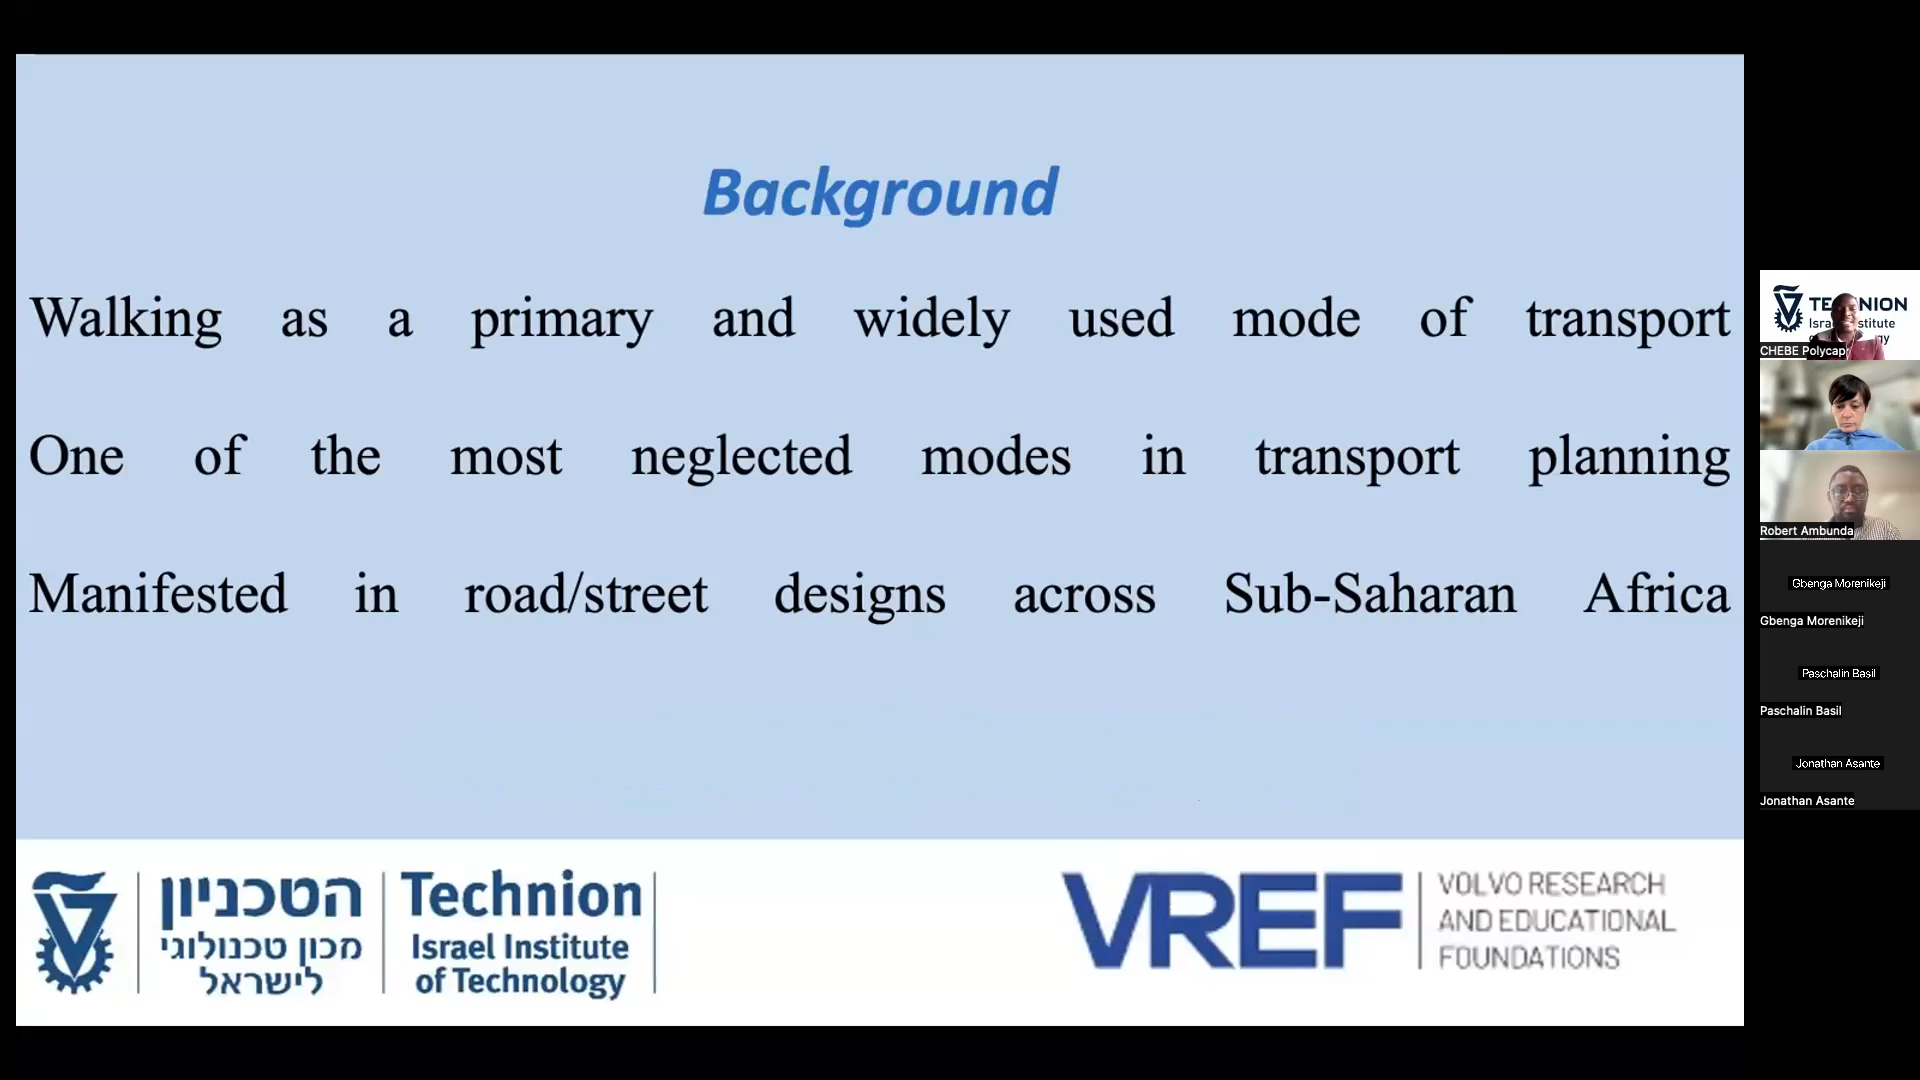 Background
Walking as a primary and widely used mode of transport
One of the most neglected modes in transport planning
Manifested in road/street designs across Sub-Saharan Africa
הטכניון
מכון טכנולוגי
לישראל
Technion
Israel Institute
of Technology
VREF
VOLVO RESEARCH
AND EDUCATIONAL
FOUNDATIONS
CHEBE Polycap
Robert Ambunda
Gbenga Morenikeji
Gbenga Morenikeji
Paschalin Basil
Paschalin Basil
Jonathan Asante
Jonathan Asante